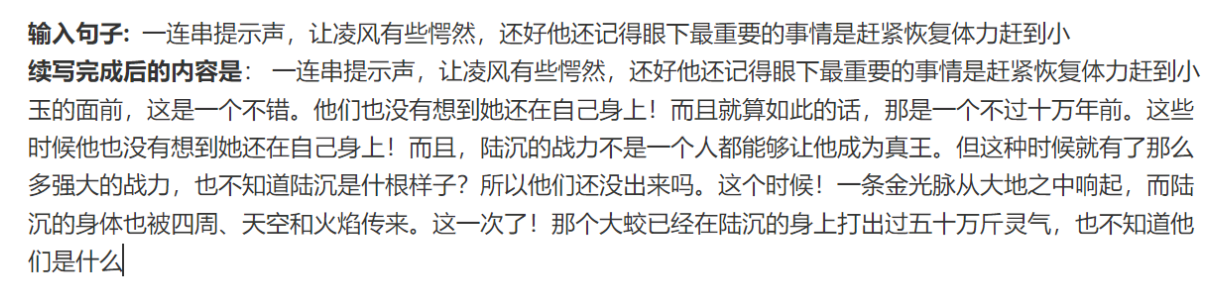 输入句子: 一连串提示声，让凌风有些愕然，还好他还记得眼下最重要的事情是赶紧恢复体力赶到小
续写完成后的内容是： 一连串提示声，让凌风有些愕然，还好他还记得眼下最重要的事情是赶紧恢复体力赶到小
玉的面前，这是一个不错。他们也没有想到她还在自己身上！而且就算如此的话，那是一个不过十万年前。这些
时候他也没有想到她还在自己身上！而且，陆沉的战力不是一个人都能够让他成为真王。但这种时候就有了那么
多强大的战力，也不知道陆沉是什根样子？所以他们还没出来吗。这个时候！一条金光脉从大地之中响起，而陆
沉的身体也被四周、天空和火焰传来。这一次了！那个大蛟已经在陆沉的身上打出过五十万斤灵气，也不知道他
们是什么